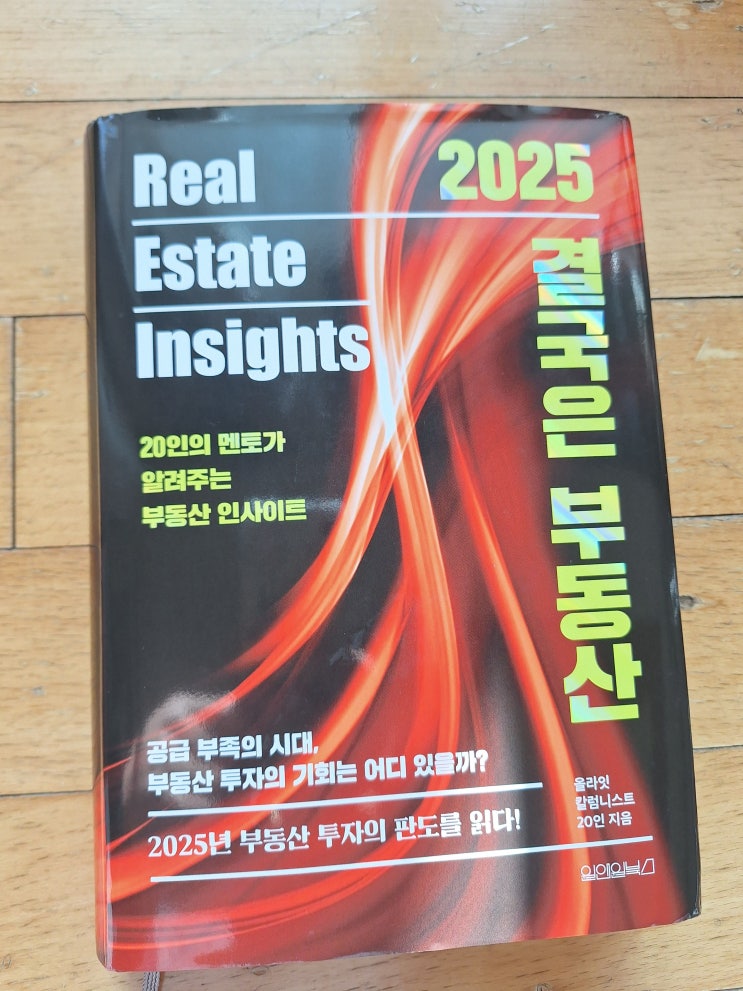 Real
Estate
Insights
2025
결국은 부동산
20인의 멘토가
알려주는
부동산 인사이트
공급 부족의 시대,
부동산 투자의 기회는 어디 있을까?
2025년 부동산 투자의 판도를 읽다!
올라잇
칼럼니스트
20인 지음
원앤원북스